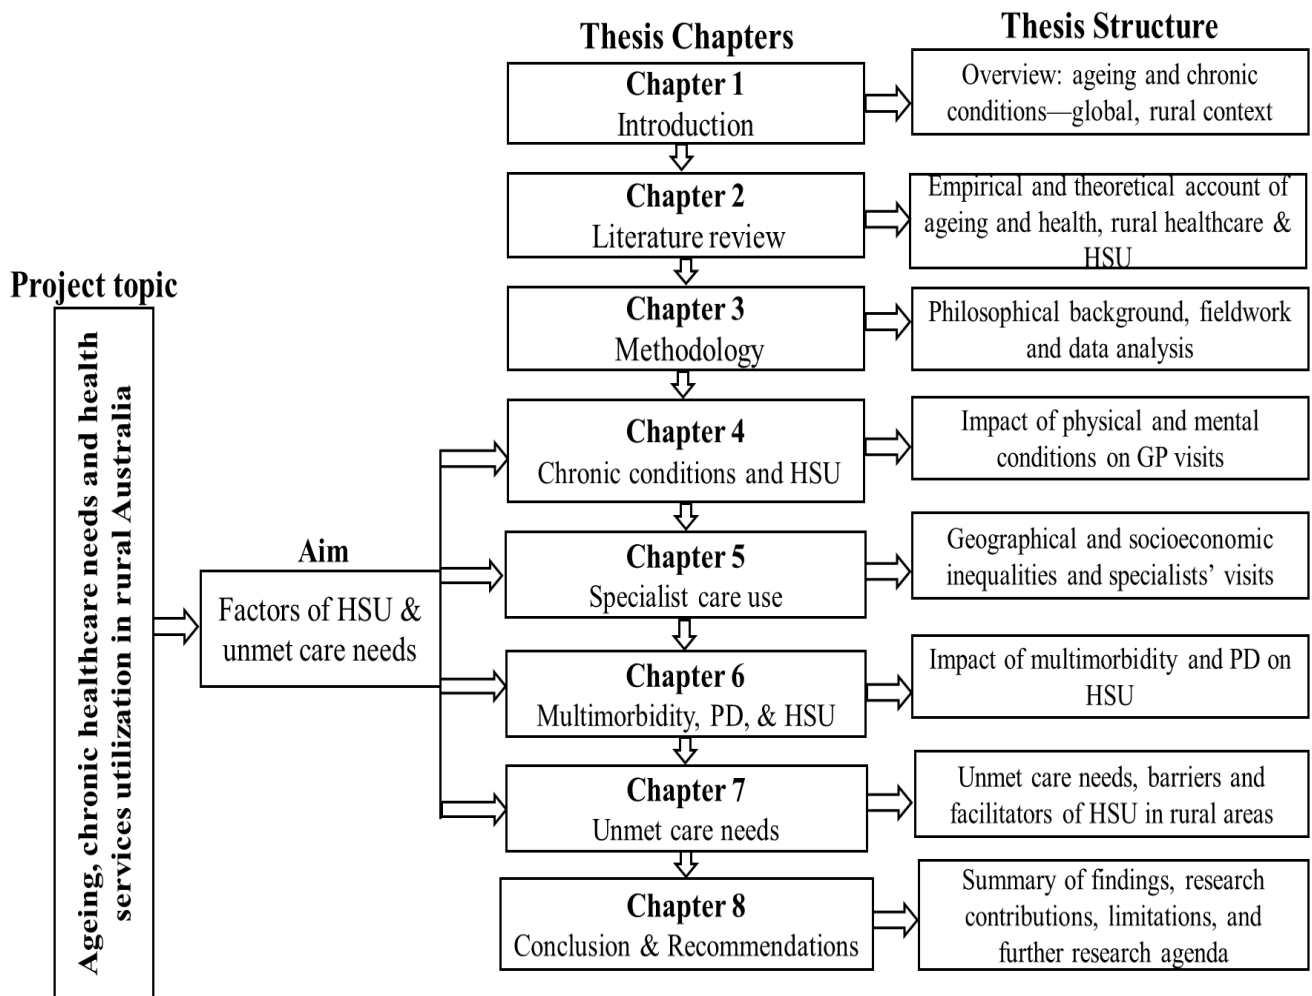 Project topic
Ageing, chronic healthcare needs and health
services utilization in rural Australia
Aim
Factors of HSU &
unmet care needs
Thesis Chapters
Thesis Structure
Chapter 1
Introduction
Overview: ageing and chronic
conditions—global, rural context
Chapter 2
Literature review
Empirical and theoretical account of
ageing and health, rural healthcare &
HSU
Chapter 3
Methodology
Philosophical background, fieldwork
and data analysis
Chapter 4
Chronic conditions and HSU
Impact of physical and mental
conditions on GP visits
Chapter 5
Specialist care use
Geographical and socioeconomic
inequalities and specialists’ visits
Chapter 6
Multimorbidity, PD, & HSU
Impact of multimorbidity and PD on
HSU
Chapter 7
Unmet care needs
Unmet care needs, barriers and
facilitators of HSU in rural areas
Chapter 8
Conclusion & Recommendations
Summary of findings, research
contributions, limitations, and
further research agenda